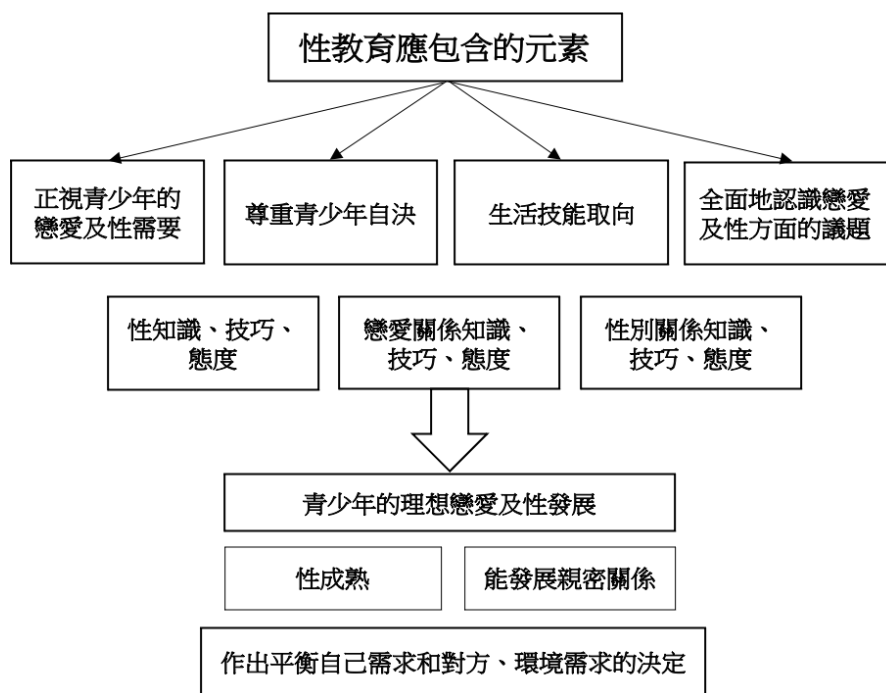 性教育應包含的元素
正視青少年的
戀愛及性需要
尊重青少年自決
生活技能取向
全面地認識戀愛
及性方面的議題
性知識、技巧、
態度
戀愛關係知識、
技巧、態度
性別關係知識、
技巧、態度
青少年的理想戀愛及性發展
性成熟
能發展親密關係
作出平衡自己需求和對方、環境需求的決定